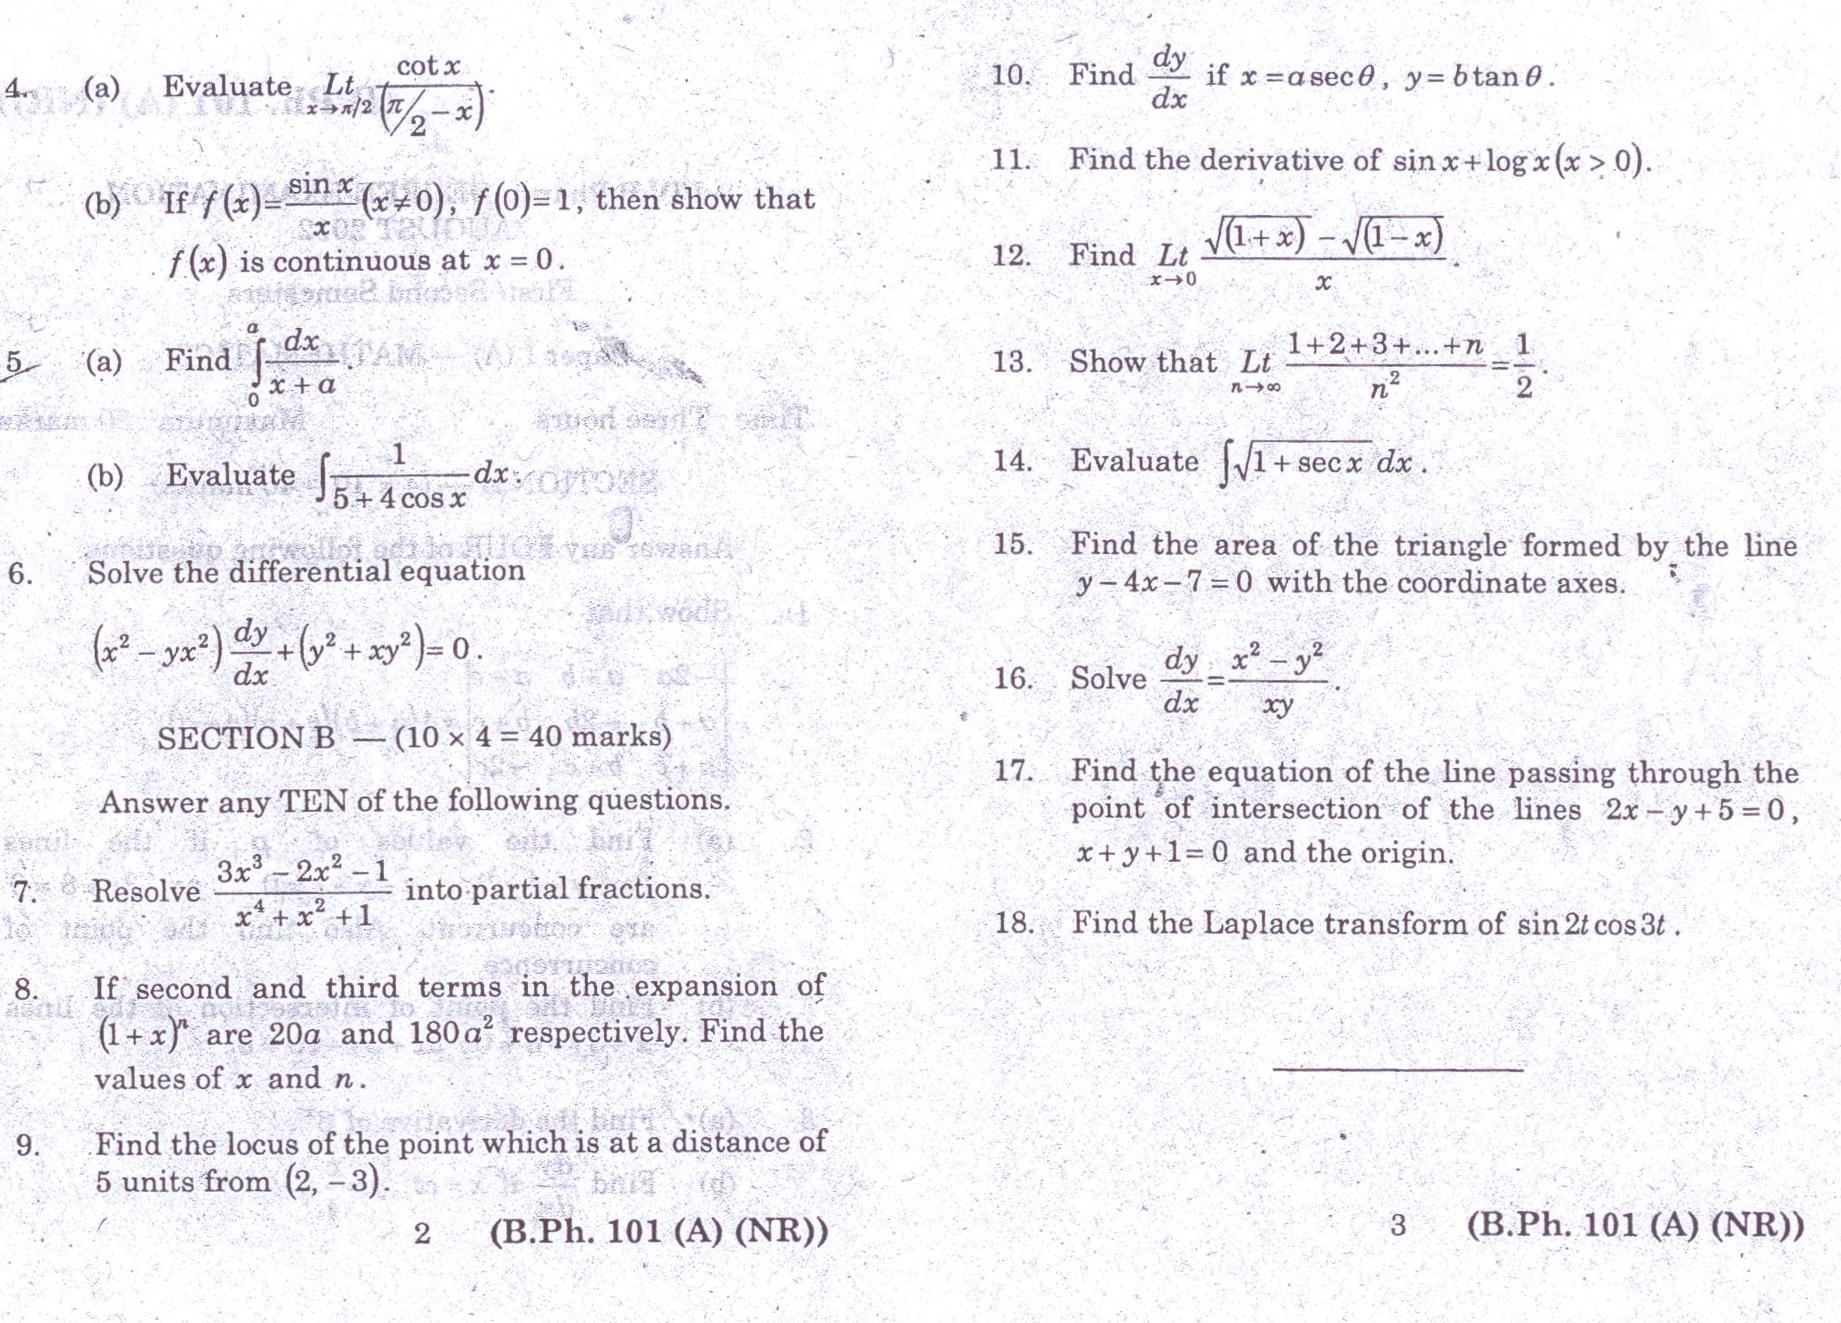 4. (a) Evaluate Lt x→π/2 cot x / (π/2 − x).
(b) If f(x) = sin x / x (x ≠ 0), f(0) = 1, then show that
f(x) is continuous at x = 0.
5. (a) Find ∫₀ᵃ dx / (x + a).
(b) Evaluate ∫ 1 / (5 + 4 cos x) dx.
6. Solve the differential equation
(x² − yx²) dy/dx + (y² + xy²) = 0.
SECTION B — (10 × 4 = 40 marks)
Answer any TEN of the following questions.
7. Resolve (3x³ − 2x² − 1) / (x⁴ + x² + 1) into partial fractions.
8. If second and third terms in the expansion of
(1 + x)ⁿ are 20a and 180a² respectively. Find the
values of x and n.
9. Find the locus of the point which is at a distance of
5 units from (2, −3).
2 (B.Ph. 101 (A) (NR))
10. Find dy/dx if x = a sec θ, y = b tan θ.
11. Find the derivative of sin x + log x (x > 0).
12. Find Lt x→0 (√(1 + x) − √(1 − x)) / x.
13. Show that Lt n→∞ (1 + 2 + 3 + ... + n) / n² = 1/2.
14. Evaluate ∫ √(1 + sec x) dx.
15. Find the area of the triangle formed by the line
y − 4x − 7 = 0 with the coordinate axes.
16. Solve dy/dx = (x² − y²) / xy.
17. Find the equation of the line passing through the
point of intersection of the lines 2x − y + 5 = 0,
x + y + 1 = 0 and the origin.
18. Find the Laplace transform of sin 2t cos 3t.
3 (B.Ph. 101 (A) (NR))